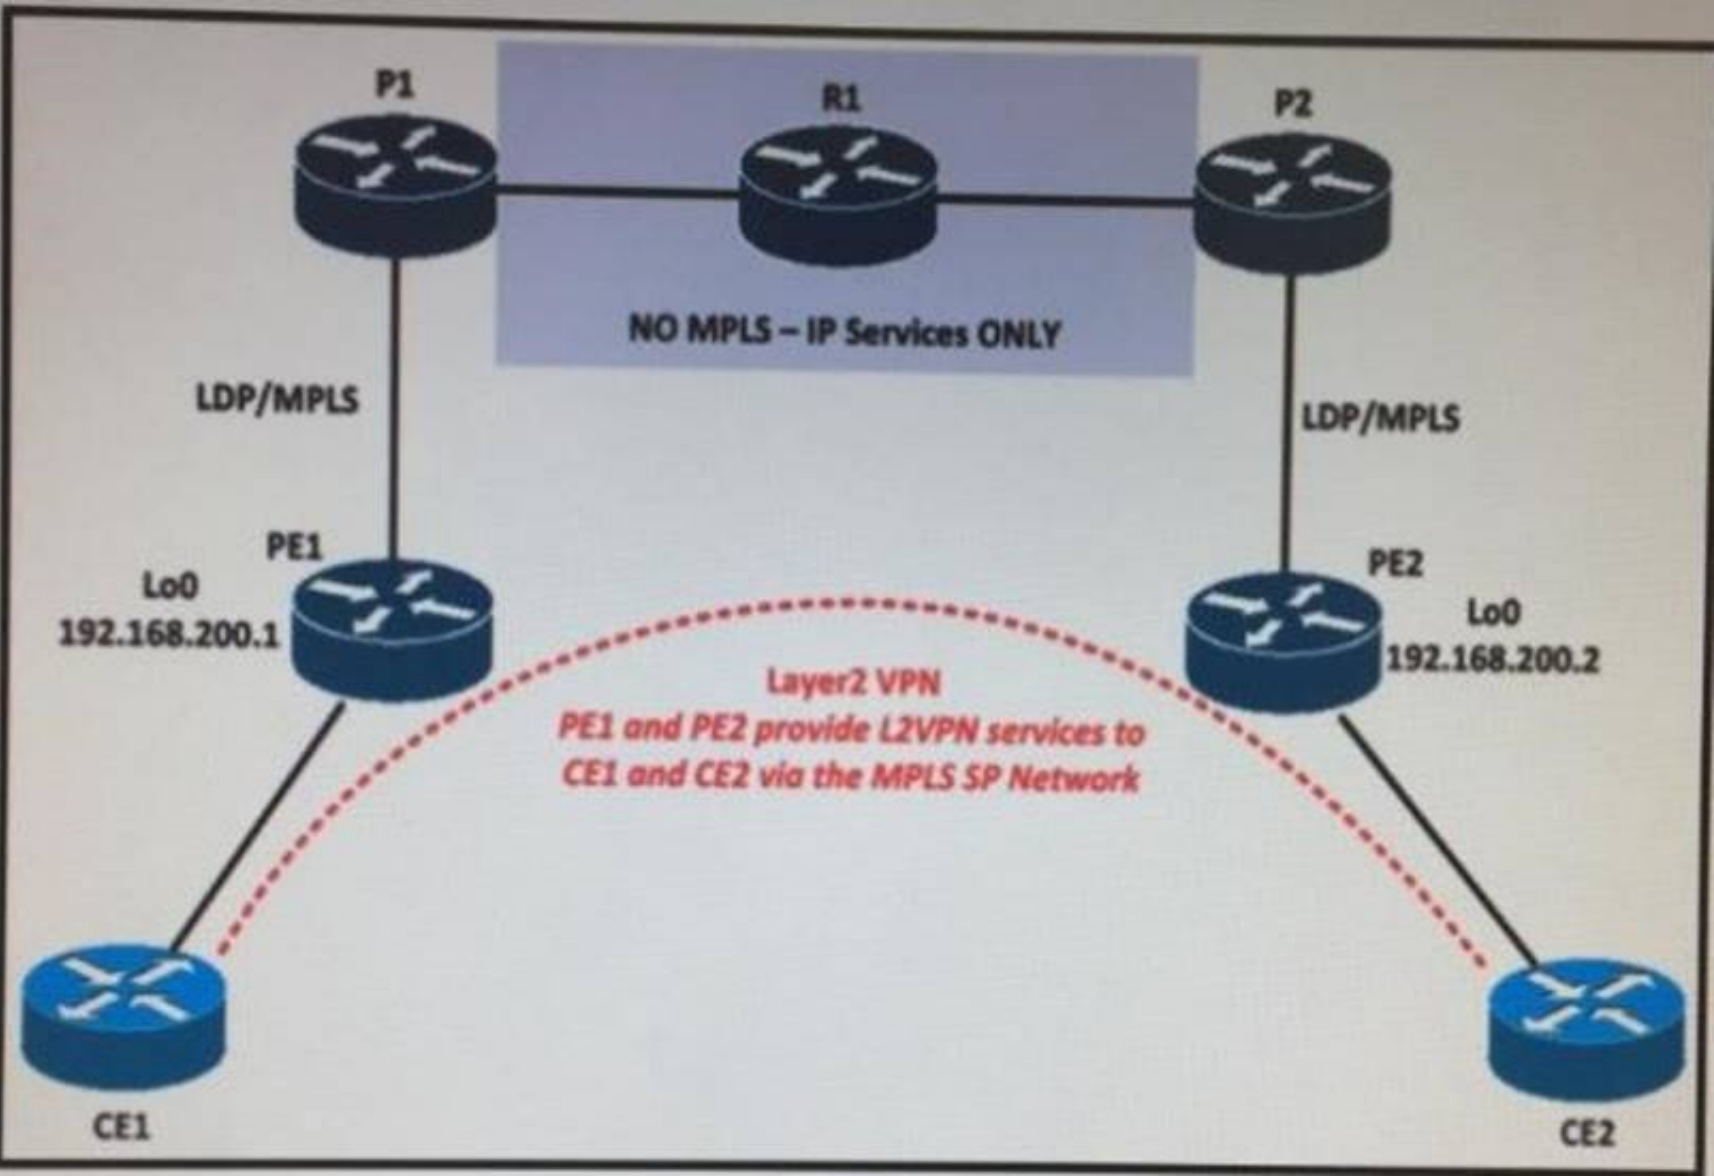 P1
R1
P2
NO MPLS – IP Services ONLY
LDP/MPLS
LDP/MPLS
PE1
Lo0
192.168.200.1
PE2
Lo0
192.168.200.2
Layer2 VPN
PE1 and PE2 provide L2VPN services to
CE1 and CE2 via the MPLS SP Network
CE1
CE2